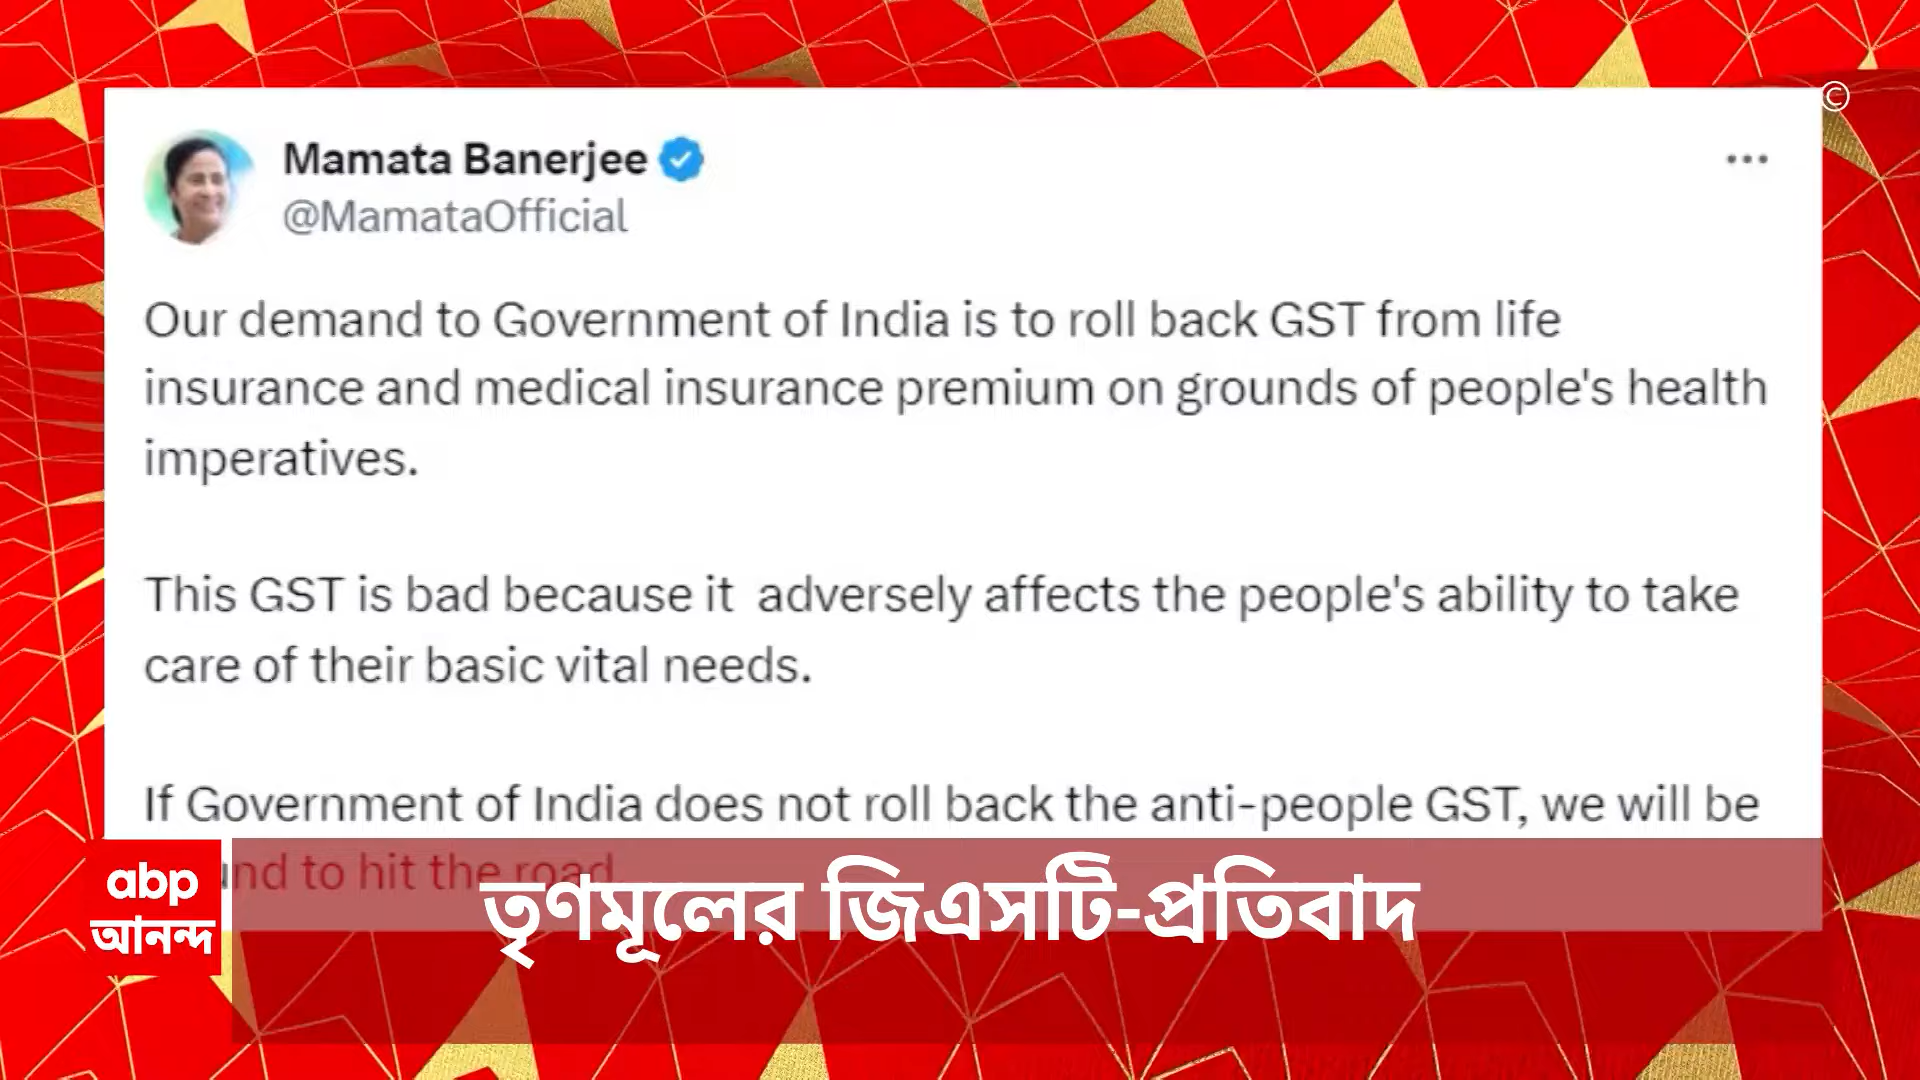 ©
Mamata Banerjee
@MamataOfficial
Our demand to Government of India is to roll back GST from life
insurance and medical insurance premium on grounds of people's health
imperatives.
This GST is bad because it adversely affects the people's ability to take
care of their basic vital needs.
If Government of India does not roll back the anti-people GST, we will be
to hit the road.
abp
আনন্দ
তৃণমূলের জিএসটি-প্রতিবাদ